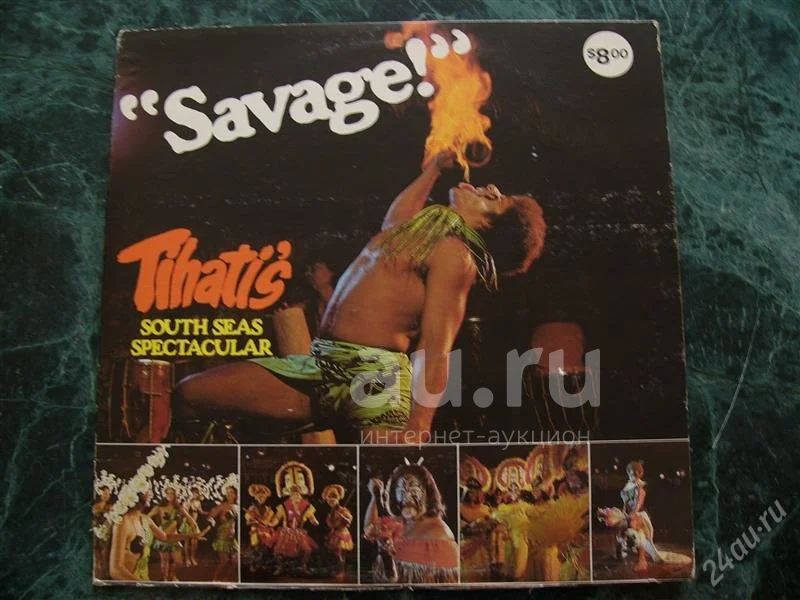 “Savage!”
$8.00
Tihati's
SOUTH SEAS
SPECTACULAR
au.ru
интернет-аукцион
24au.ru